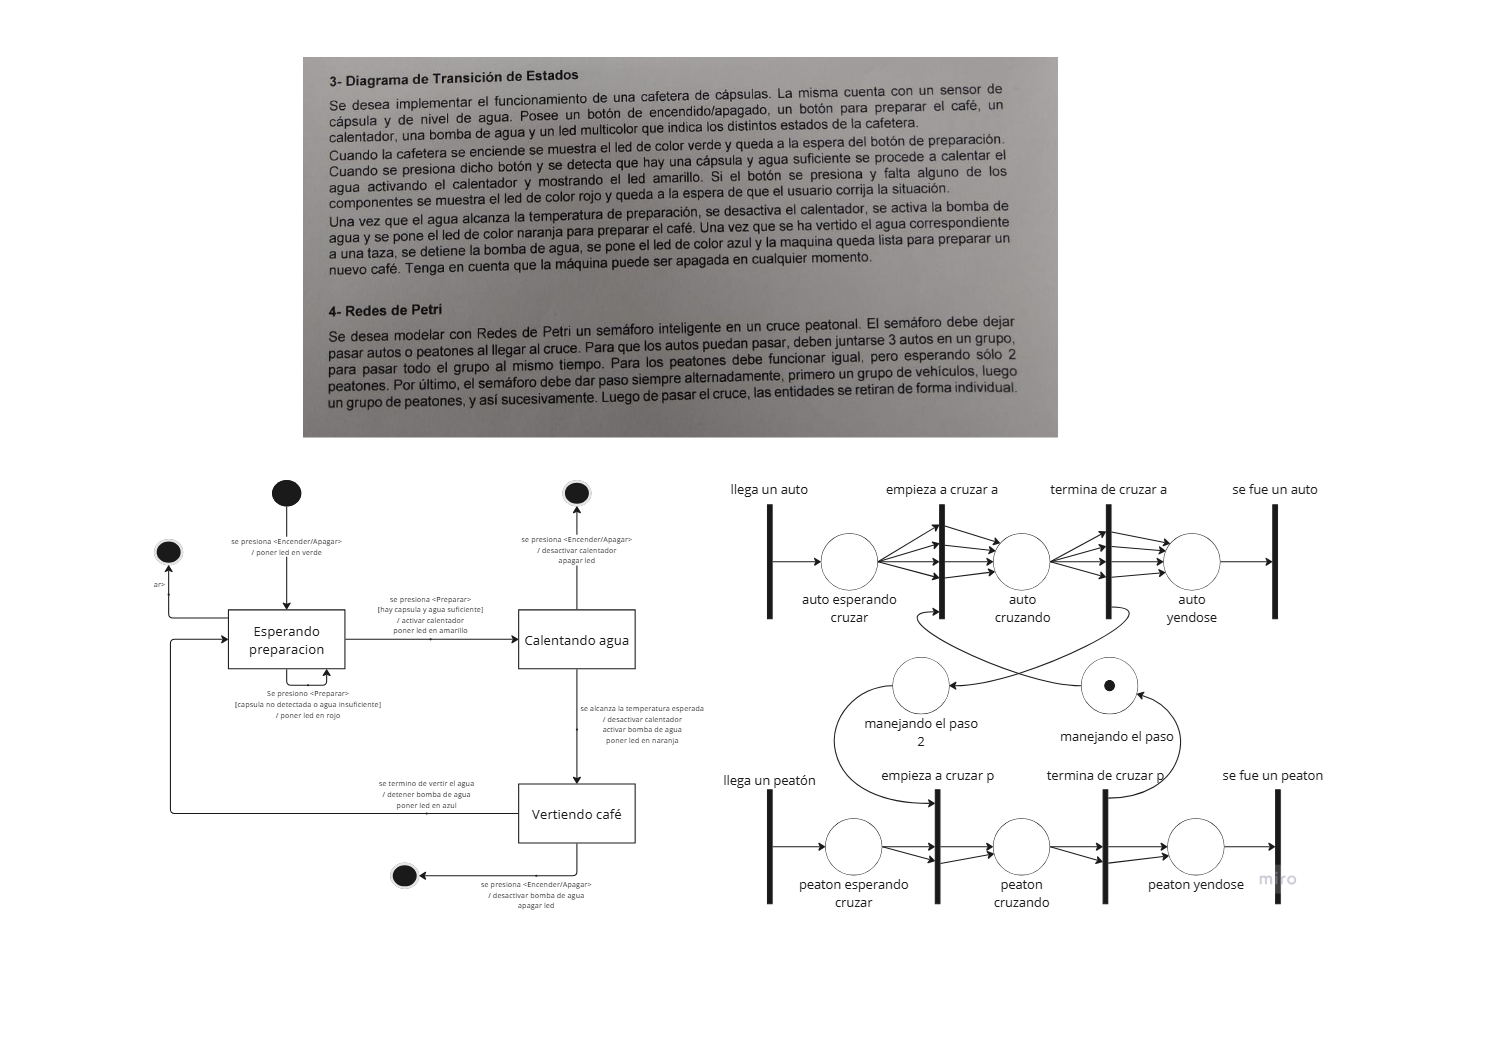 3- Diagrama de Transición de Estados
Se desea implementar el funcionamiento de una cafetera de cápsulas. La misma cuenta con un sensor de
cápsula y de nivel de agua. Posee un botón de encendido/apagado, un botón para preparar el café, un
calentador, una bomba de agua y un led multicolor que indica los distintos estados de la cafetera.
Cuando la cafetera se enciende se muestra el led de color verde y queda a la espera del botón de preparación.
Cuando se presiona dicho botón y se detecta que hay una cápsula y agua suficiente se procede a calentar el
agua activando el calentador y mostrando el led amarillo. Si el botón se presiona y falta alguno de los
componentes se muestra el led de color rojo y queda a la espera de que el usuario corrija la situación.
Una vez que el agua alcanza la temperatura de preparación, se desactiva el calentador, se activa la bomba de
agua y se pone el led de color naranja para preparar el café. Una vez que se ha vertido el agua correspondiente
a una taza, se detiene la bomba de agua, se pone el led de color azul y la maquina queda lista para preparar un
nuevo café. Tenga en cuenta que la máquina puede ser apagada en cualquier momento.
4- Redes de Petri
Se desea modelar con Redes de Petri un semáforo inteligente en un cruce peatonal. El semáforo debe dejar
pasar autos o peatones al llegar al cruce. Para que los autos puedan pasar, deben juntarse 3 autos en un grupo,
para pasar todo el grupo al mismo tiempo. Para los peatones debe funcionar igual, pero esperando sólo 2
peatones. Por último, el semáforo debe dar paso siempre alternadamente, primero un grupo de vehículos, luego
un grupo de peatones, y así sucesivamente. Luego de pasar el cruce, las entidades se retiran de forma individual.
se presiona <Encender/Apagar>
/ poner led en verde
ar>
Esperando
preparacion
Se presiono <Preparar>
[capsula no detectada o agua insuficiente]
/ poner led en rojo
se presiona <Preparar>
[hay capsula y agua suficiente]
/ activar calentador
poner led en amarillo
se presiona <Encender/Apagar>
/ desactivar calentador
apagar led
Calentando agua
se alcanza la temperatura esperada
/ desactivar calentador
activar bomba de agua
poner led en naranja
se termino de vertir el agua
/ detener bomba de agua
poner led en azul
Vertiendo café
se presiona <Encender/Apagar>
/ desactivar bomba de agua
apagar led
llega un auto
empieza a cruzar a
termina de cruzar a
se fue un auto
auto esperando
cruzar
auto
cruzando
auto
yendose
manejando el paso
2
manejando el paso
llega un peatón
empieza a cruzar p
termina de cruzar p
se fue un peaton
peaton esperando
cruzar
peaton
cruzando
peaton yendose
miro